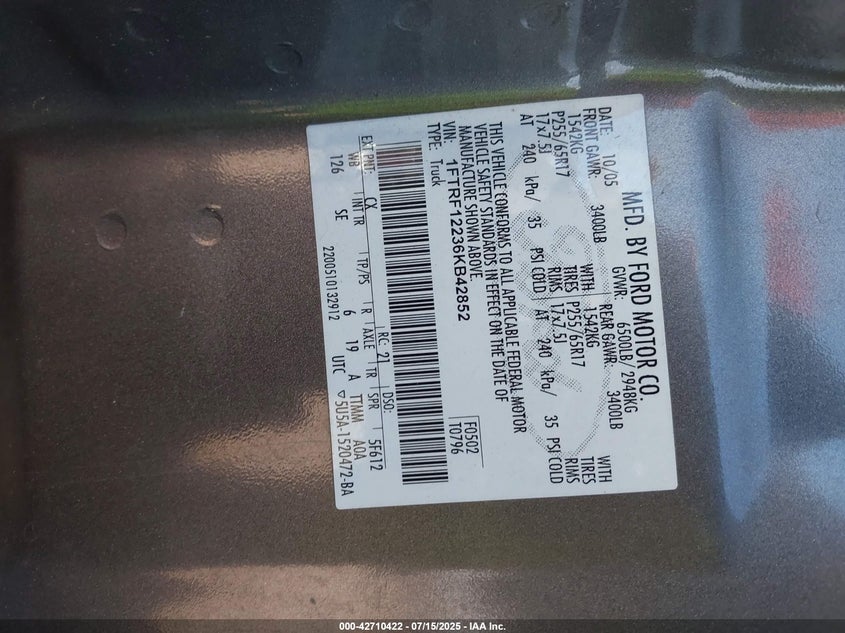 MFD. BY FORD MOTOR CO.
DATE: 10/05 GVWR: 6500LB/ 2948KG
FRONT GAWR: 3400LB REAR GAWR: 3400LB
1542KG WITH 1542KG WITH
P255/65R17 TIRES P255/65R17 TIRES
17x7.5J RIMS 17x7.5J RIMS
AT 240 kPa/ 35 PSI COLD AT 240 kPa/ 35 PSI COLD
THIS VEHICLE CONFORMS TO ALL APPLICABLE FEDERAL MOTOR
VEHICLE SAFETY STANDARDS IN EFFECT ON THE DATE OF
MANUFACTURE SHOWN ABOVE
VIN: 1FTRF12236KB42852
TYPE: Truck
F0502
T0796
EXT PNT: CX RC: 21 DSO:
WB INT TR TP/PS R AXLE TR SPR 5F612
126 SE 6 19 A TTMM AOA
2200510132912 UTC ▽5U5A-1520472-BA
000-42710422 - 07/15/2025 - IAA Inc.